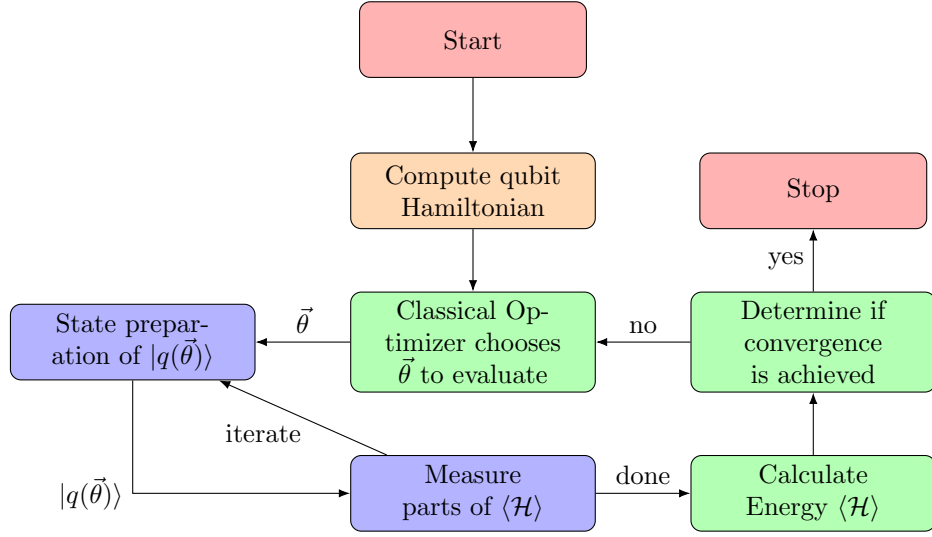 Start
Compute qubit
Hamiltonian
Stop
yes
State prepar-
ation of |q(θ⃗)⟩
θ⃗
Classical Op-
timizer chooses
θ⃗ to evaluate
no
Determine if
convergence
is achieved
iterate
|q(θ⃗)⟩
Measure
parts of ⟨ℋ⟩
done
Calculate
Energy ⟨ℋ⟩